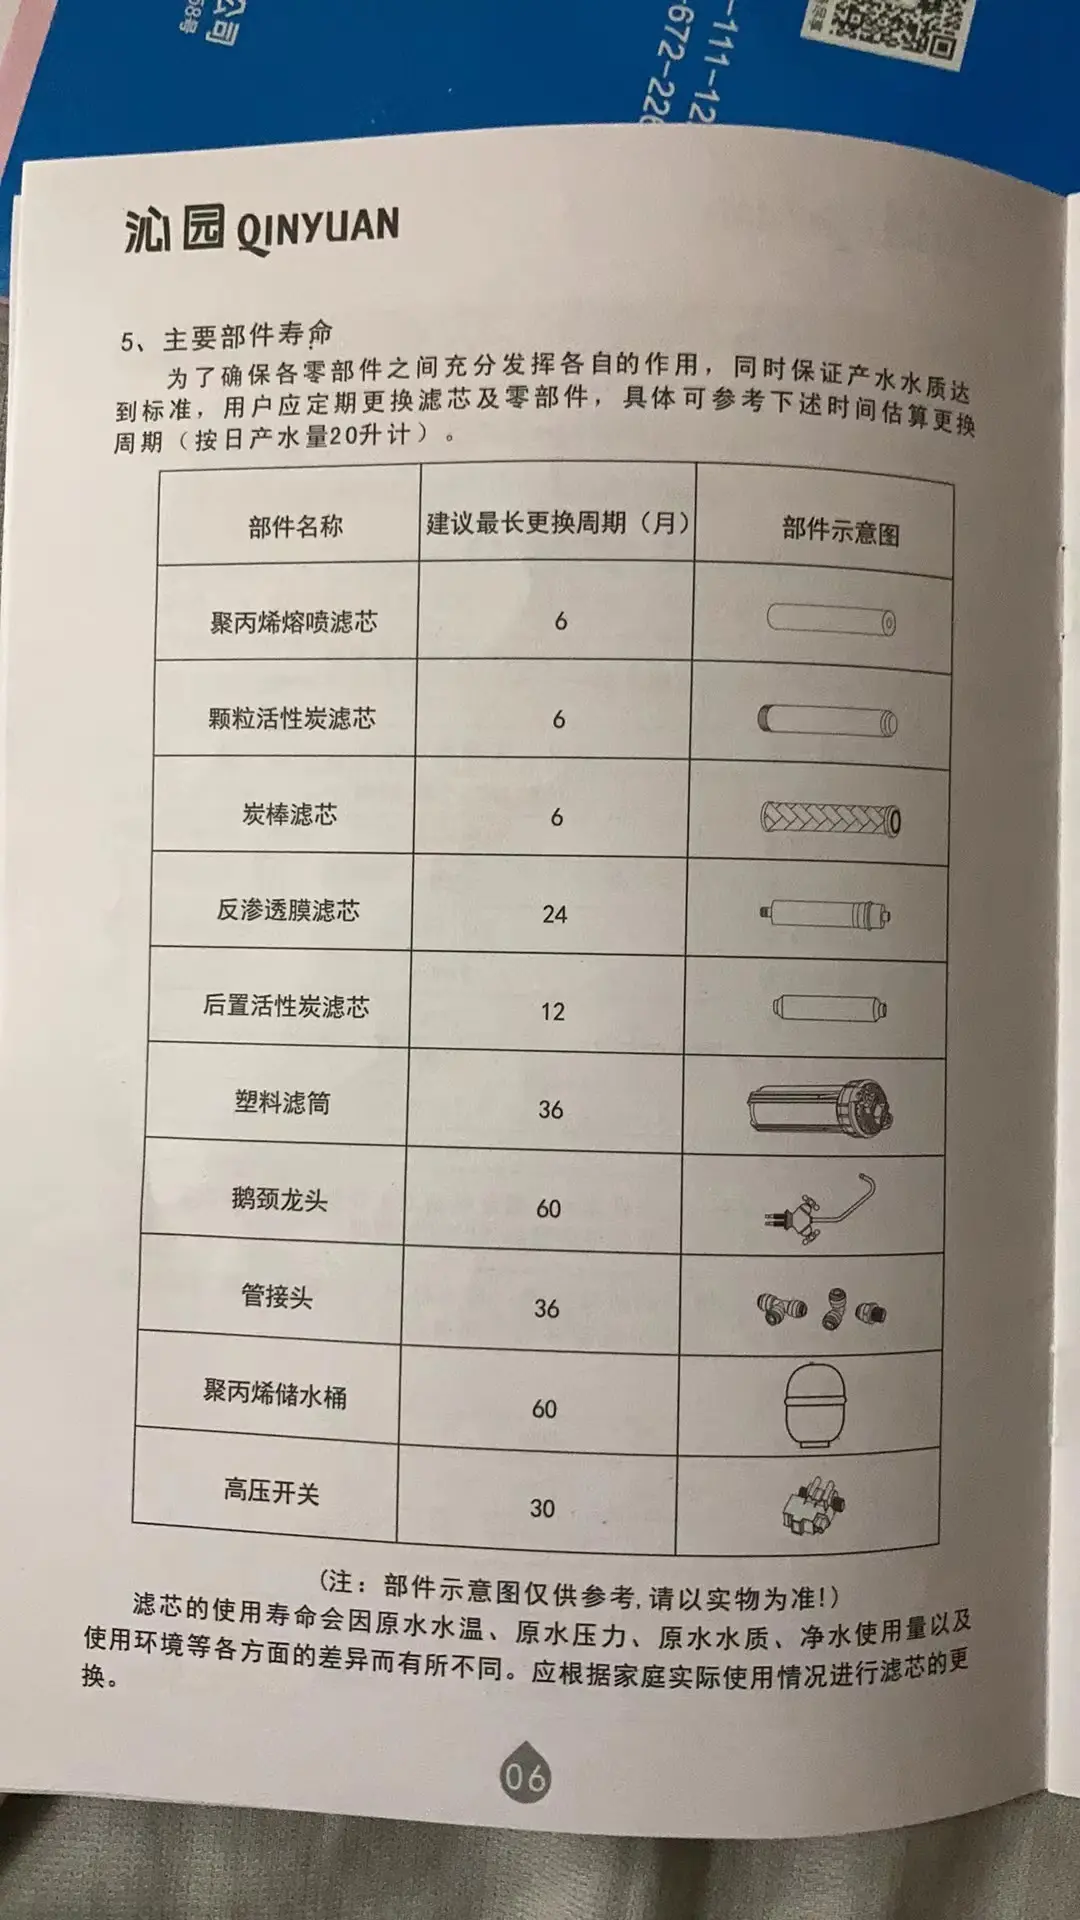 公司
58号
-111-12
-672-226
沁园 QINYUAN
5、主要部件寿命
为了确保各零部件之间充分发挥各自的作用，同时保证产水水质达
到标准，用户应定期更换滤芯及零部件，具体可参考下述时间估算更换
周期（按日产水量20升计）。
部件名称 建议最长更换周期（月） 部件示意图
聚丙烯熔喷滤芯 6
颗粒活性炭滤芯 6
炭棒滤芯 6
反渗透膜滤芯 24
后置活性炭滤芯 12
塑料滤筒 36
鹅颈龙头 60
管接头 36
聚丙烯储水桶 60
高压开关 30
(注：部件示意图仅供参考,请以实物为准!)
滤芯的使用寿命会因原水水温、原水压力、原水水质、净水使用量以及
使用环境等各方面的差异而有所不同。应根据家庭实际使用情况进行滤芯的更
换。
06